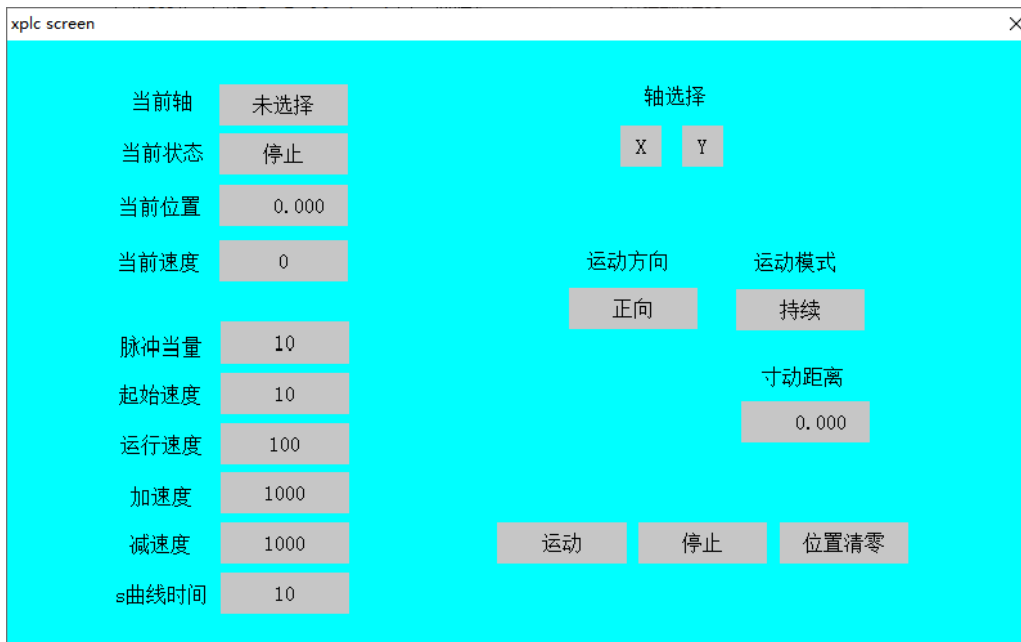 xplc screen
当前轴 未选择
当前状态 停止
当前位置 0.000
当前速度 0
脉冲当量 10
起始速度 10
运行速度 100
加速度 1000
减速度 1000
s曲线时间 10
轴选择
X Y
运动方向 运动模式
正向 持续
寸动距离
0.000
运动 停止 位置清零